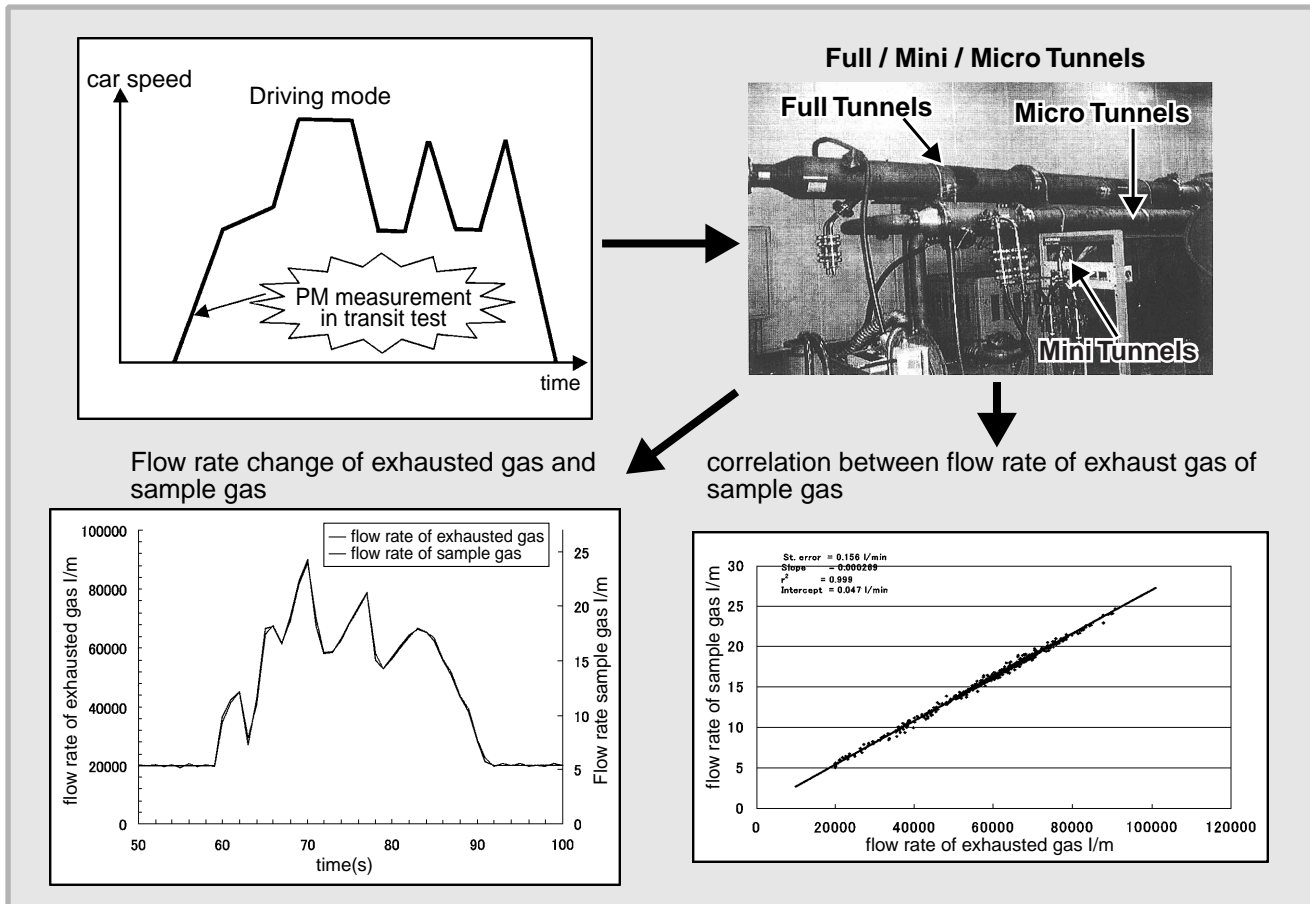 car speed
Driving mode
PM measurement
in transit test
time
Full / Mini / Micro Tunnels
Full Tunnels
Micro Tunnels
Mini Tunnels
Flow rate change of exhausted gas and
sample gas
flow rate of exhausted gas l/m
100000
80000
60000
40000
20000
0
flow rate of exhausted gas
flow rate of sample gas
25
20
15
10
5
0
Flow rate sample gas l/m
50
60
70
80
90
100
time(s)
correlation between flow rate of exhaust gas of
sample gas
St. error = 0.156 l/min
Slope = 0.000269
r² = 0.999
Intercept = 0.047 l/min
flow rate of sample gas l/m
30
25
20
15
10
5
0
0
20000
40000
60000
80000
100000
120000
flow rate of exhausted gas l/m